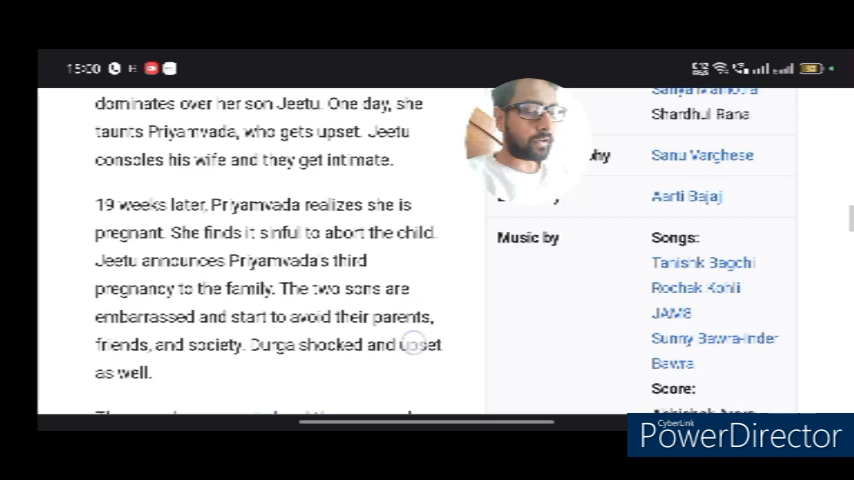 15:00
dominates over her son Jeetu. One day, she
taunts Priyamvada, who gets upset. Jeetu
consoles his wife and they get intimate.
19 weeks later, Priyamvada realizes she is
pregnant. She finds it sinful to abort the child.
Jeetu announces Priyamvada's third
pregnancy to the family. The two sons are
embarrassed and start to avoid their parents,
friends, and society. Durga shocked and upset
as well.
Shardhul Rana
Sanu Varghese
Aarti Bajaj
Music by
Songs:
Tanishk Bagchi
Rochak Kohli
JAM8
Sunny Bawra-Inder
Bawra
Score:
CyberLink
PowerDirector